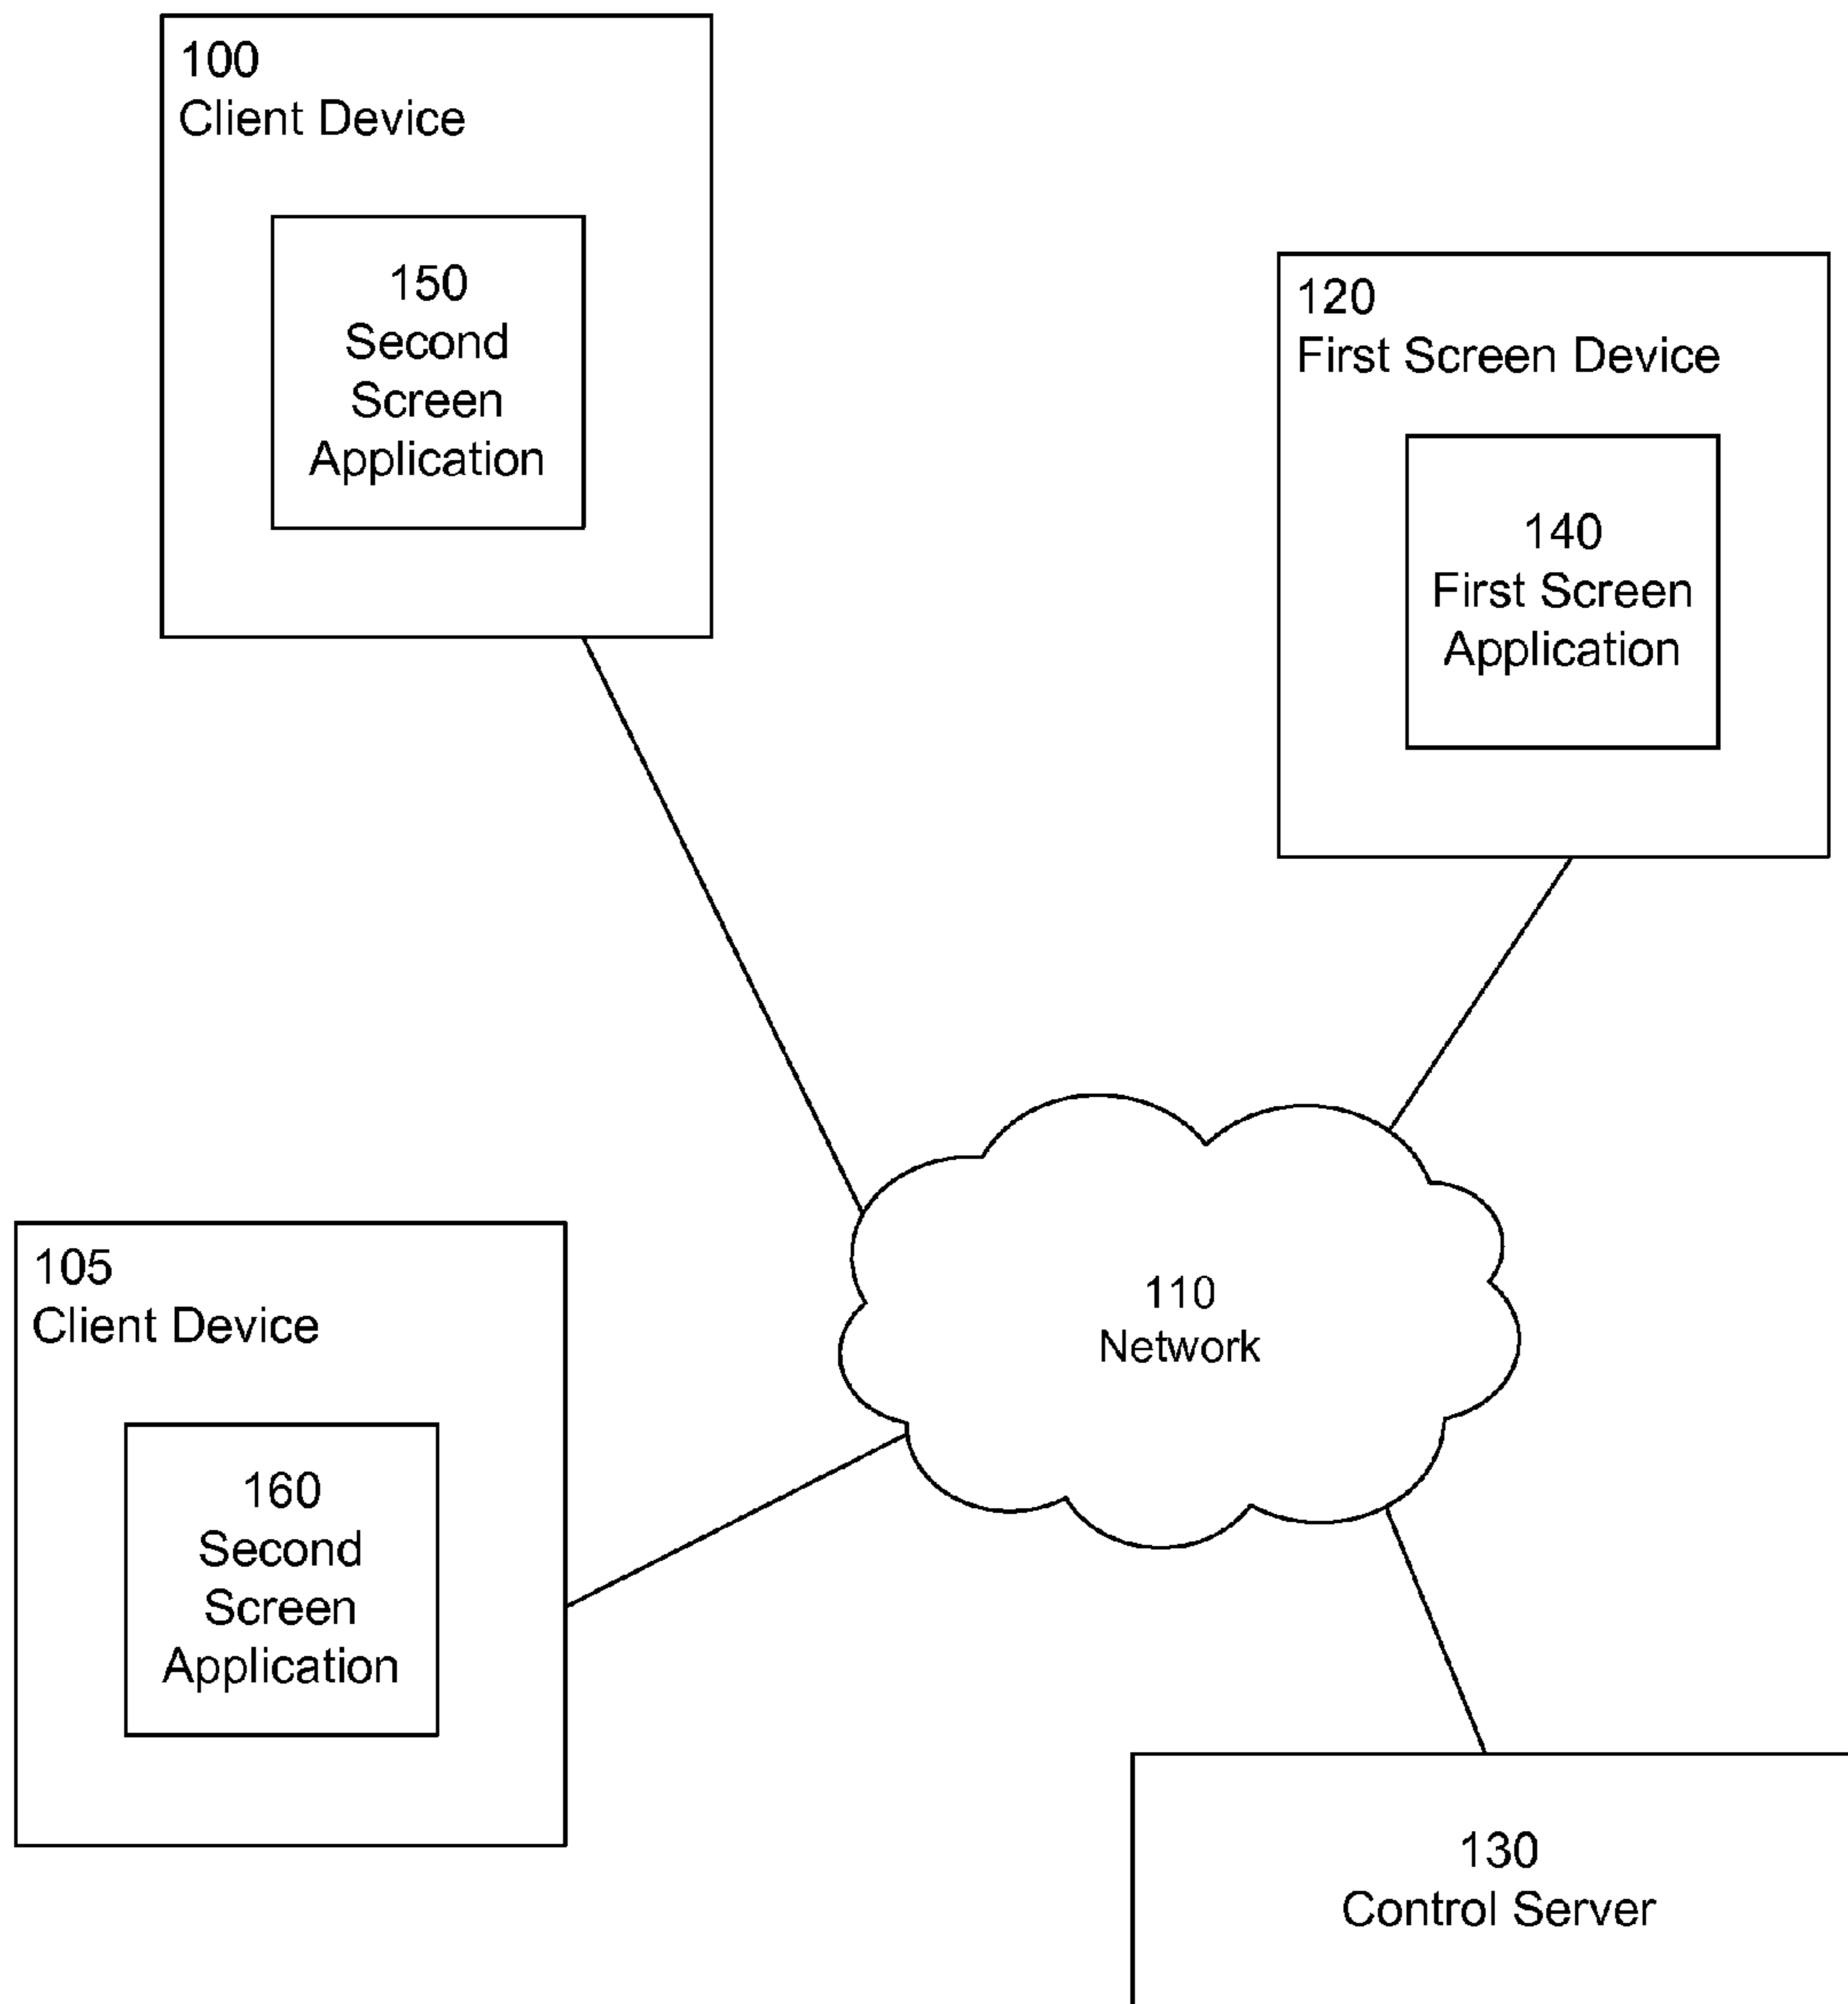 100
Client Device
150
Second
Screen
Application
120
First Screen Device
140
First Screen
Application
105
Client Device
160
Second
Screen
Application
110
Network
130
Control Server